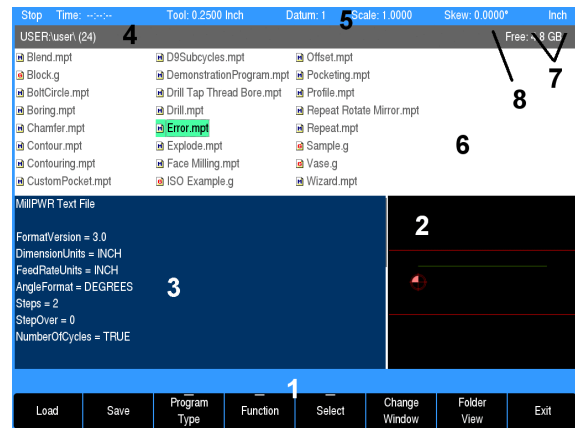 Stop Time: --:--:-- Tool: 0.2500 Inch Datum: 1 5 Scale: 1.0000 Skew: 0.0000° Inch
USER:\user\ (24) 4 Free: 8 GB
7
8
Blend.mpt D9Subcycles.mpt Offset.mpt
Block.g DemonstrationProgram.mpt Pocketing.mpt
BoltCircle.mpt Drill Tap Thread Bore.mpt Profile.mpt
Boring.mpt Drill.mpt Repeat Rotate Mirror.mpt
Chamfer.mpt Error.mpt Repeat.mpt
Contour.mpt Explode.mpt Sample.g 6
Contouring.mpt Face Milling.mpt Vase.g
CustomPocket.mpt ISO Example.g Wizard.mpt
MillPWR Text File
2
FormatVersion = 3.0
DimensionUnits = INCH
FeedRateUnits = INCH
AngleFormat = DEGREES
3
Steps = 2
StepOver = 0
NumberOfCycles = TRUE
1
Load Save Program Type Function Select Change Window Folder View Exit